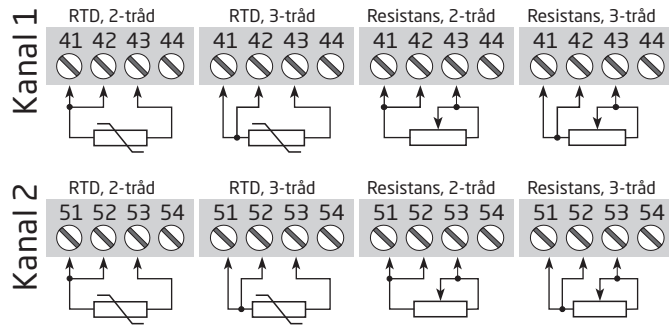 Kanal 1
RTD, 2-tråd RTD, 3-tråd Resistans, 2-tråd Resistans, 3-tråd
41 42 43 44 41 42 43 44 41 42 43 44 41 42 43 44
Kanal 2
RTD, 2-tråd RTD, 3-tråd Resistans, 2-tråd Resistans, 3-tråd
51 52 53 54 51 52 53 54 51 52 53 54 51 52 53 54